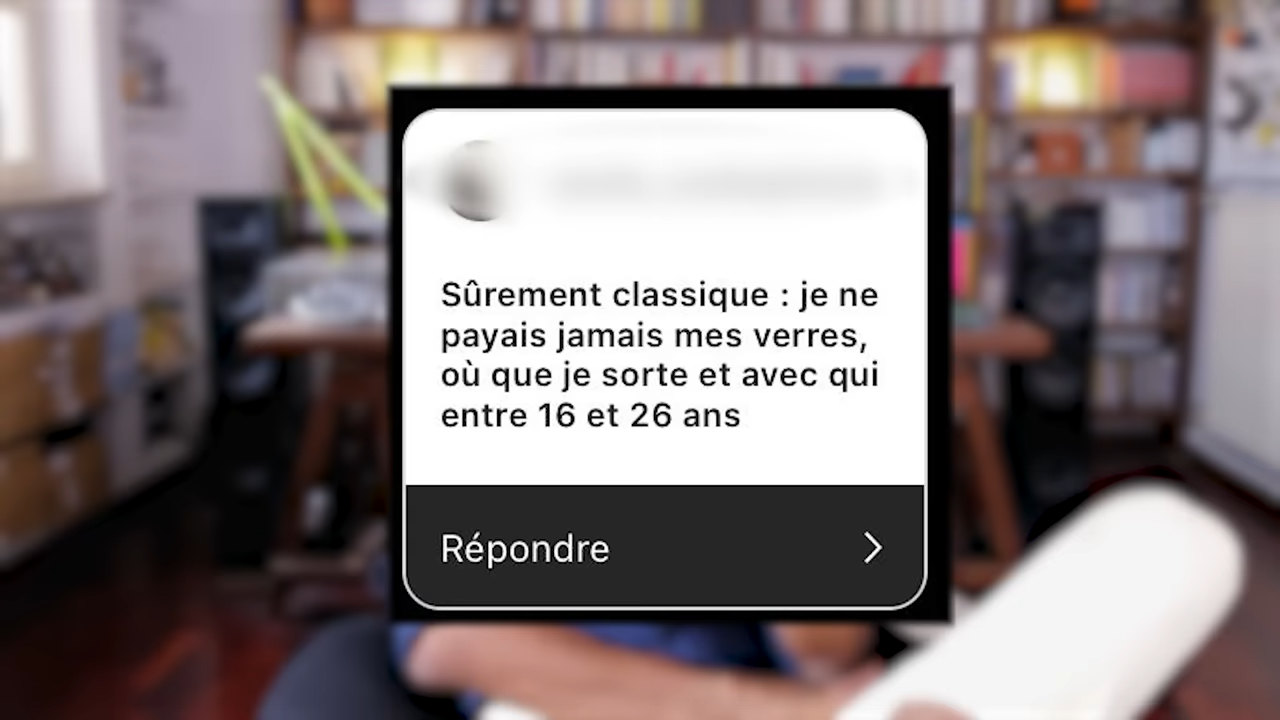 Sûrement classique : je ne
payais jamais mes verres,
où que je sorte et avec qui
entre 16 et 26 ans
Répondre